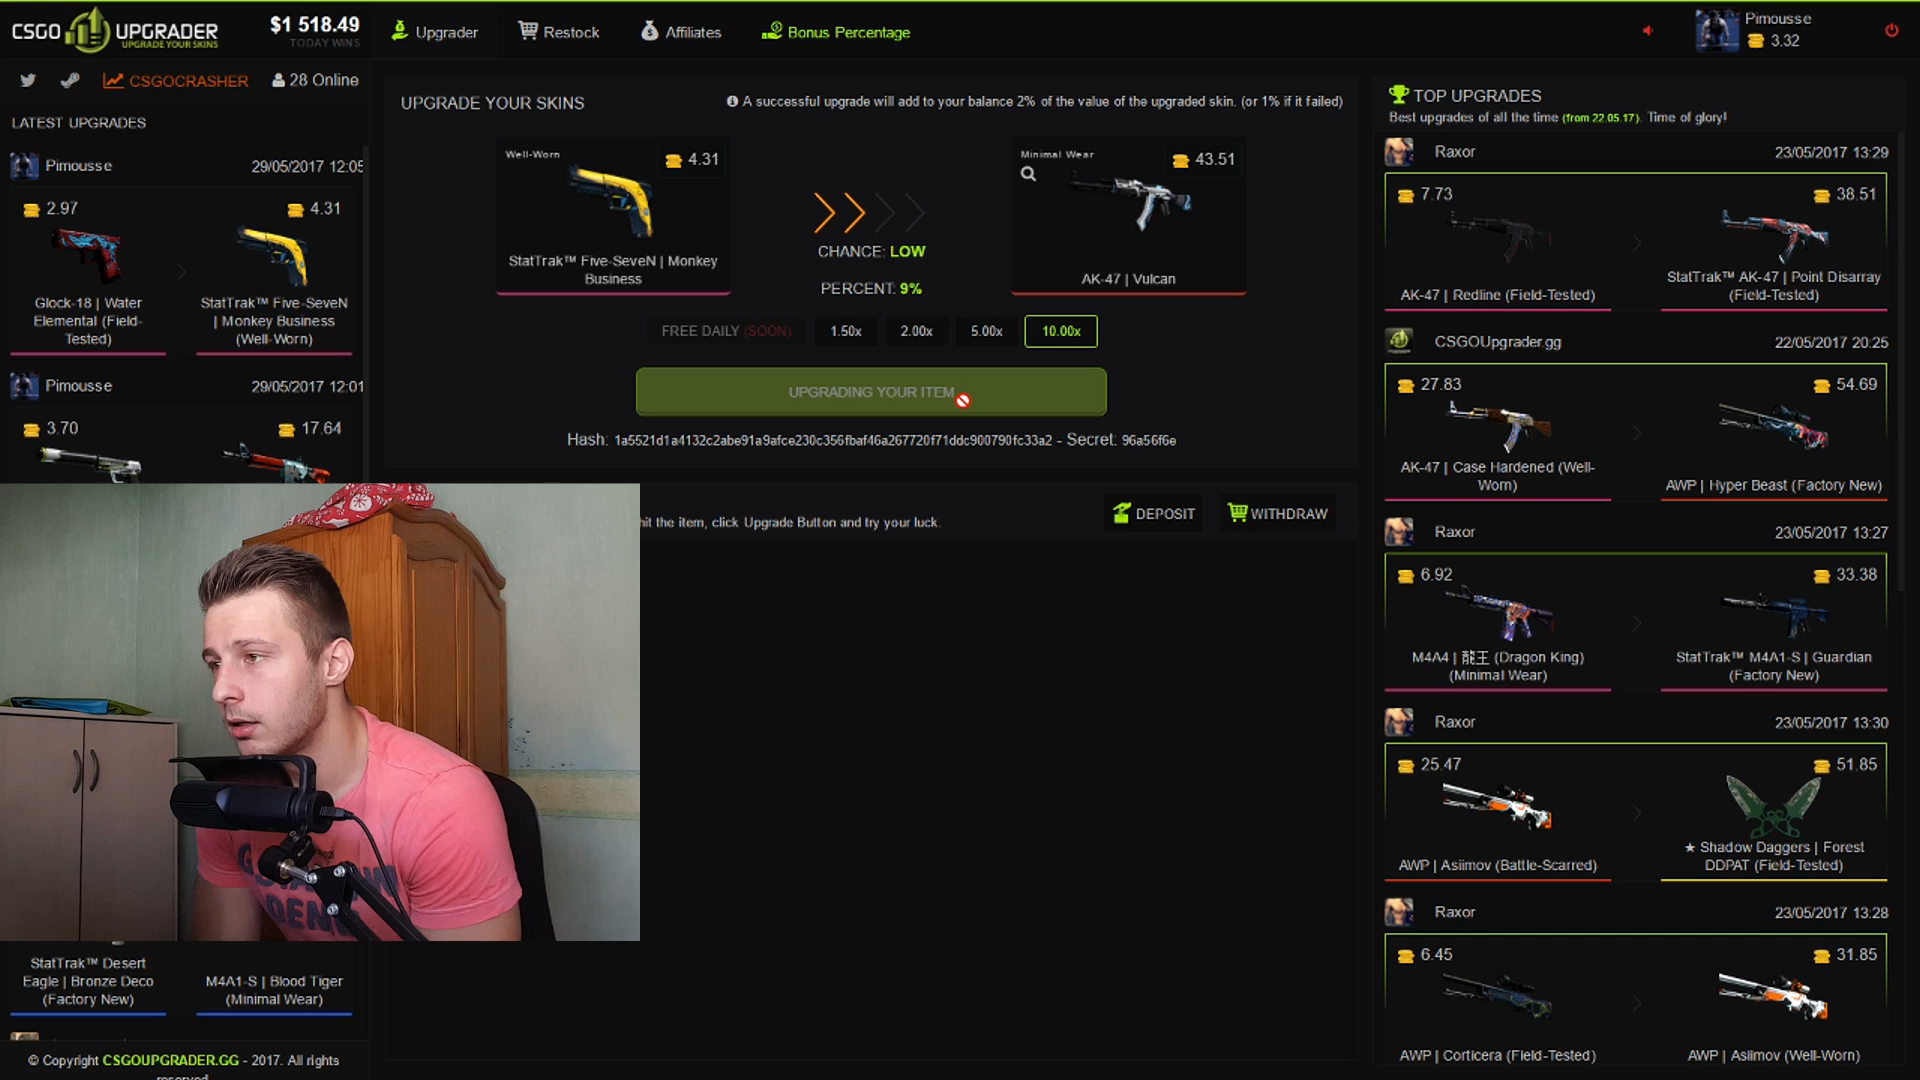 CSGO UPGRADER
UPGRADE YOUR SKINS
$1 518.49
TODAY WINS
Upgrader
Restock
Affiliates
Bonus Percentage
Pimousse
3.32
CSGOCRASHER
28 Online
LATEST UPGRADES
Pimousse
29/05/2017 12:05
2.97
4.31
Glock-18 | Water
Elemental (Field-
Tested)
StatTrak™ Five-SeveN
| Monkey Business
(Well-Worn)
Pimousse
29/05/2017 12:01
3.70
17.64
StatTrak™ Desert
Eagle | Bronze Deco
(Factory New)
M4A1-S | Blood Tiger
(Minimal Wear)
© Copyright CSGOUPGRADER.GG - 2017. All rights
reserved
UPGRADE YOUR SKINS
A successful upgrade will add to your balance 2% of the value of the upgraded skin. (or 1% if it failed)
Well-Worn
4.31
StatTrak™ Five-SeveN | Monkey
Business
CHANCE: LOW
PERCENT: 9%
Minimal Wear
43.51
AK-47 | Vulcan
FREE DAILY (SOON)
1.50x
2.00x
5.00x
10.00x
UPGRADING YOUR ITEM
Hash: 1a5521d1a4132c2abe91a9afce230c356fbaf46a267720f71ddc900790fc33a2 - Secret: 96a56f6e
hit the item, click Upgrade Button and try your luck.
DEPOSIT
WITHDRAW
TOP UPGRADES
Best upgrades of all the time (from 22.05.17). Time of glory!
Raxor
23/05/2017 13:29
7.73
38.51
AK-47 | Redline (Field-Tested)
StatTrak™ AK-47 | Point Disarray
(Field-Tested)
CSGOUpgrader.gg
22/05/2017 20:25
27.83
54.69
AK-47 | Case Hardened (Well-
Worn)
AWP | Hyper Beast (Factory New)
Raxor
23/05/2017 13:27
6.92
33.38
M4A4 | 龍王 (Dragon King)
(Minimal Wear)
StatTrak™ M4A1-S | Guardian
(Factory New)
Raxor
23/05/2017 13:30
25.47
51.85
AWP | Asiimov (Battle-Scarred)
★ Shadow Daggers | Forest
DDPAT (Field-Tested)
Raxor
23/05/2017 13:28
6.45
31.85
AWP | Corticera (Field-Tested)
AWP | Asiimov (Well-Worn)